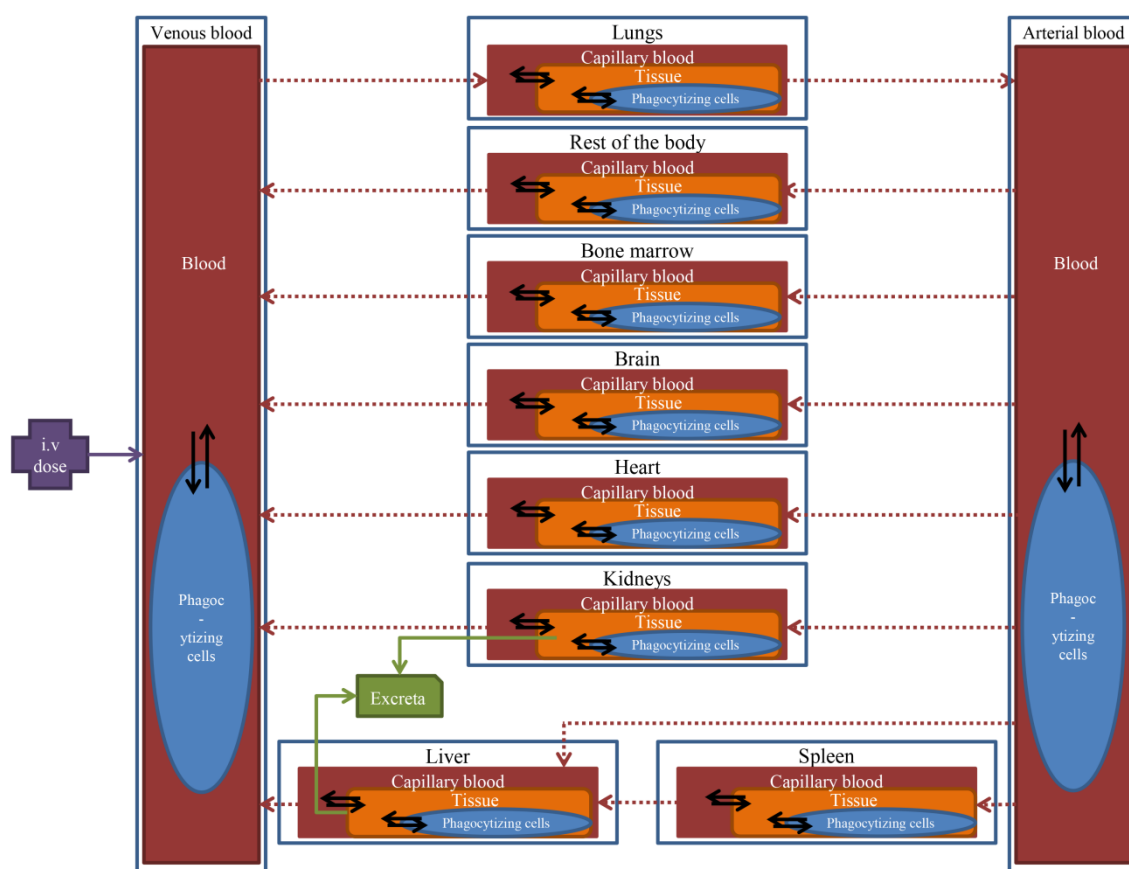 Venous blood
Blood
Phagoc
-
ytizing
cells
i.v
dose
Lungs
Capillary blood
Tissue
Phagocytizing cells
Rest of the body
Capillary blood
Tissue
Phagocytizing cells
Bone marrow
Capillary blood
Tissue
Phagocytizing cells
Brain
Capillary blood
Tissue
Phagocytizing cells
Heart
Capillary blood
Tissue
Phagocytizing cells
Kidneys
Capillary blood
Tissue
Phagocytizing cells
Excreta
Liver
Capillary blood
Tissue
Phagocytizing cells
Spleen
Capillary blood
Tissue
Phagocytizing cells
Arterial blood
Blood
Phagoc
-
ytizing
cells